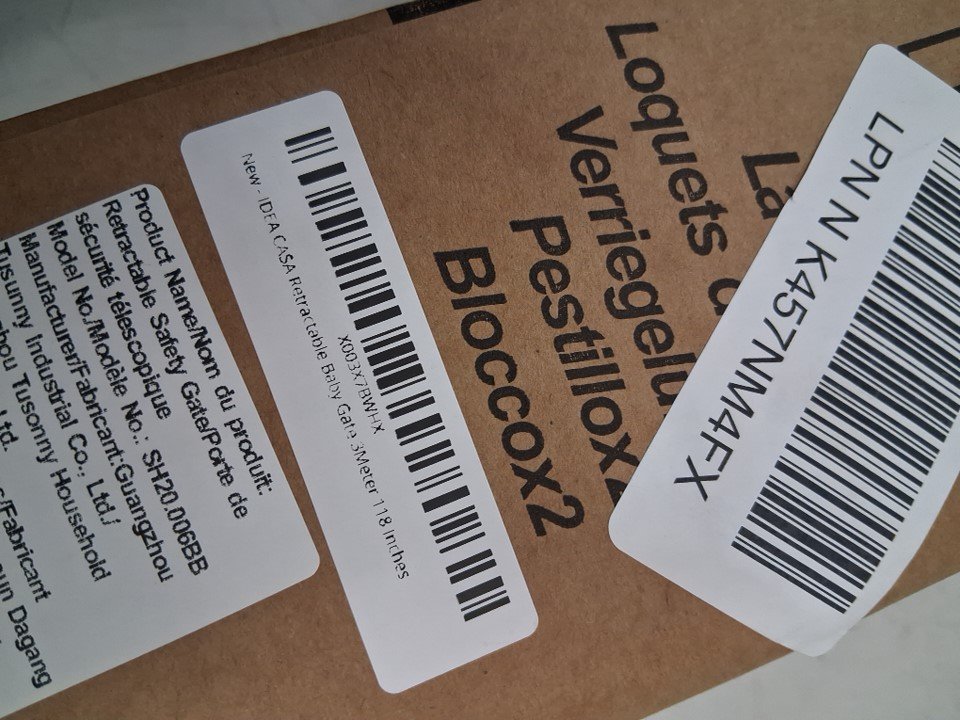 Loquets
La
Verriegelu
Pestillox2
Bloccox2
LPN N K457NM4FX
X003X7BWHX
New - IDEA CASA Retractable Baby Gate 3Meter 118 Inches
Product Name/Nom du produit:
Retractable Safety Gate/Porte de
sécurité télescopique
Model No./Modèle No.: SH20.006BB
Manufacturer/Fabricant:Guangzhou
Tusunny Industrial Co., Ltd./
Tusonny Household
Ltd.
/Fabricant
Dagang